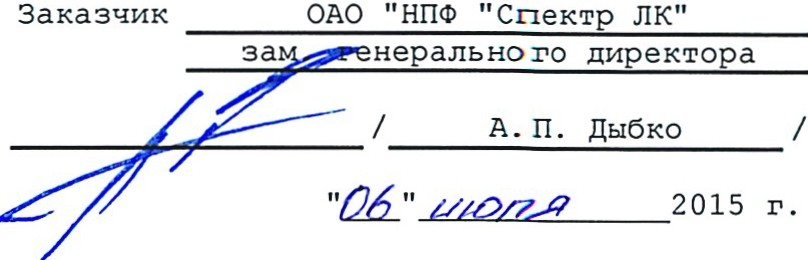 Заказчик ОАО "НПФ "Спектр ЛК"
зам. генерального директора
/ А.П. Дыбко /
"06" июля 2015 г.